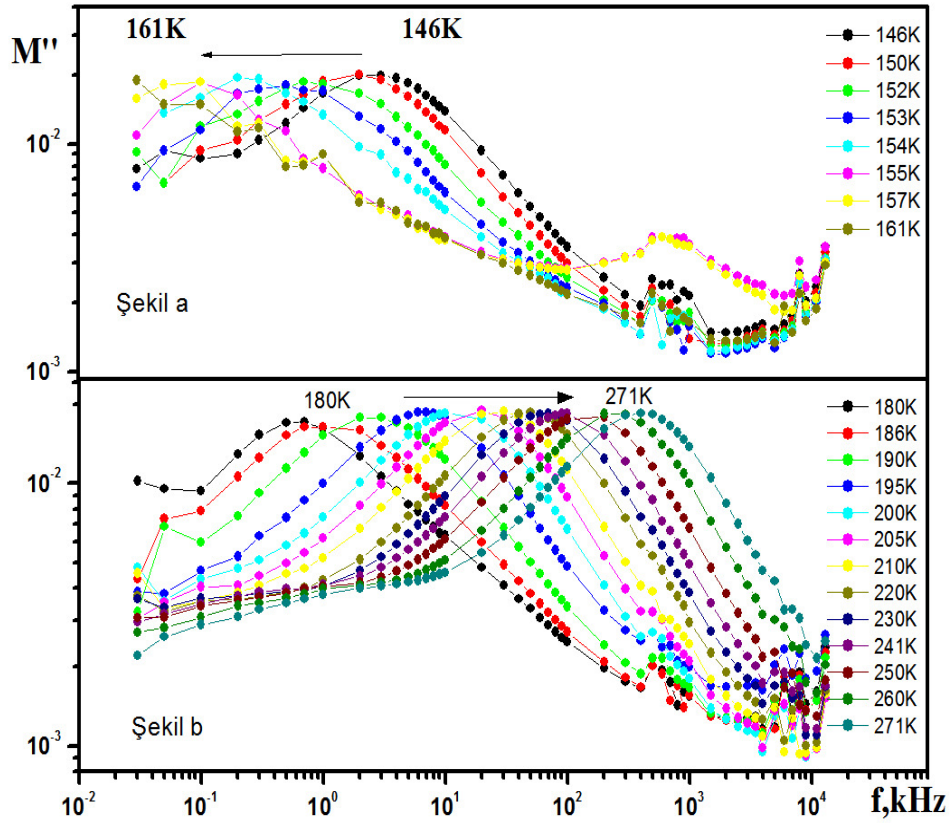 161K
146K
M''
10⁻²
10⁻³
146K
150K
152K
153K
154K
155K
157K
161K
Şekil a
180K
271K
10⁻²
10⁻³
180K
186K
190K
195K
200K
205K
210K
220K
230K
241K
250K
260K
271K
Şekil b
10⁻² 10⁻¹ 10⁰ 10¹ 10² 10³ 10⁴
f,kHz